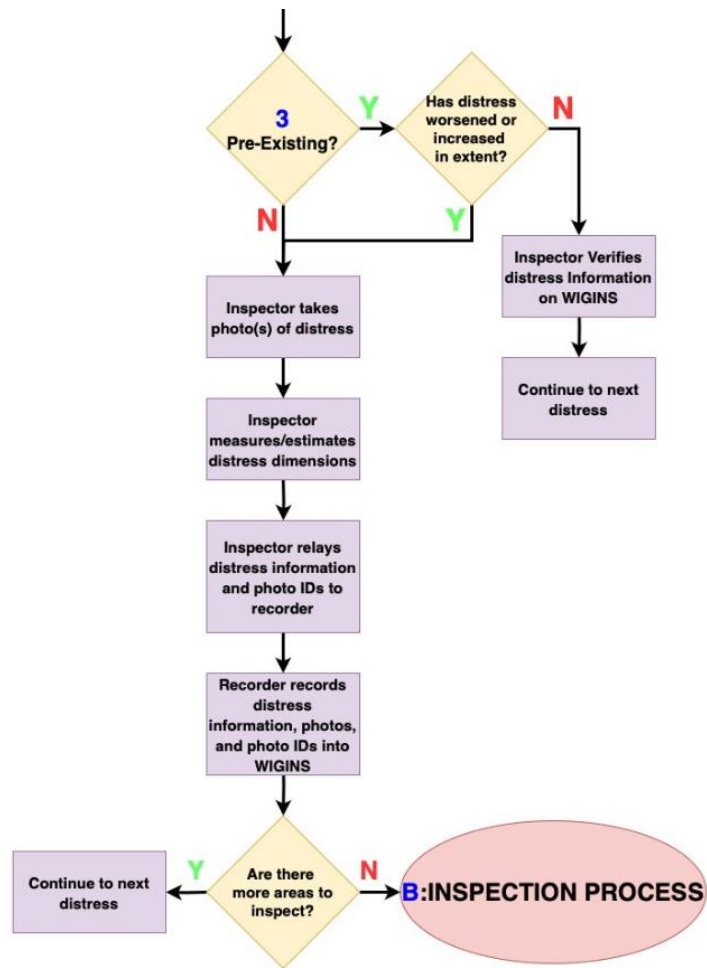 3
Pre-Existing?
Y
Has distress
worsened or
increased
in extent?
N
N
Y
Inspector Verifies
distress Information
on WIGINS
Inspector takes
photo(s) of distress
Continue to next
distress
Inspector
measures/estimates
distress dimensions
Inspector relays
distress information
and photo IDs to
recorder
Recorder records
distress
information, photos,
and photo IDs into
WIGINS
Continue to next
distress
Y
Are there
more areas to
inspect?
N
B:INSPECTION PROCESS